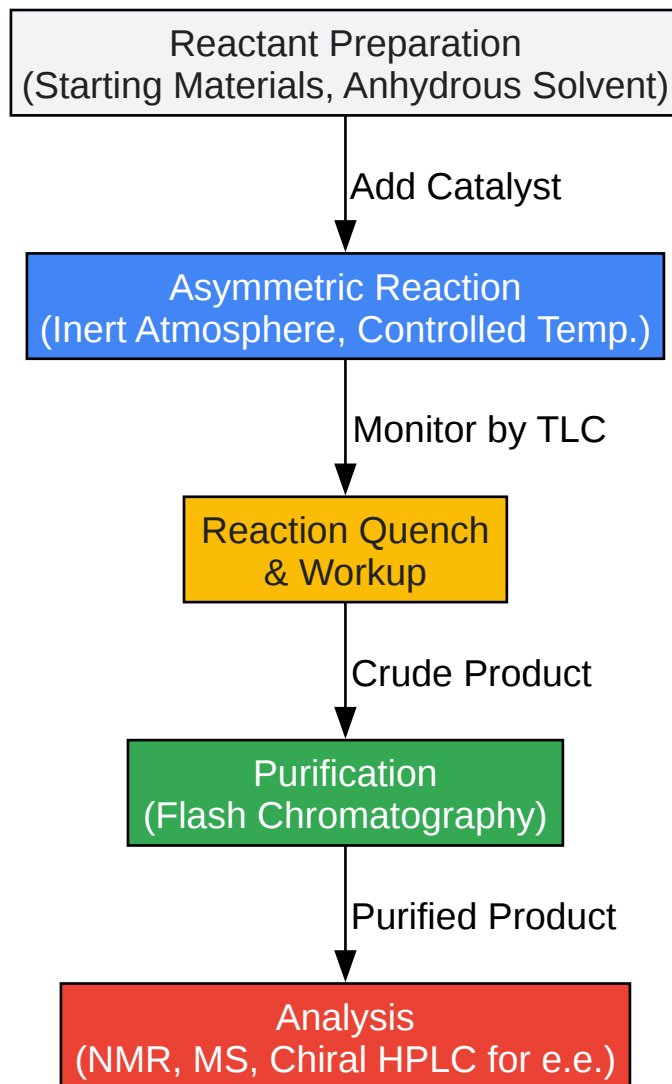 Reactant Preparation
(Starting Materials, Anhydrous Solvent)
Add Catalyst
Asymmetric Reaction
(Inert Atmosphere, Controlled Temp.)
Monitor by TLC
Reaction Quench
& Workup
Crude Product
Purification
(Flash Chromatography)
Purified Product
Analysis
(NMR, MS, Chiral HPLC for e.e.)